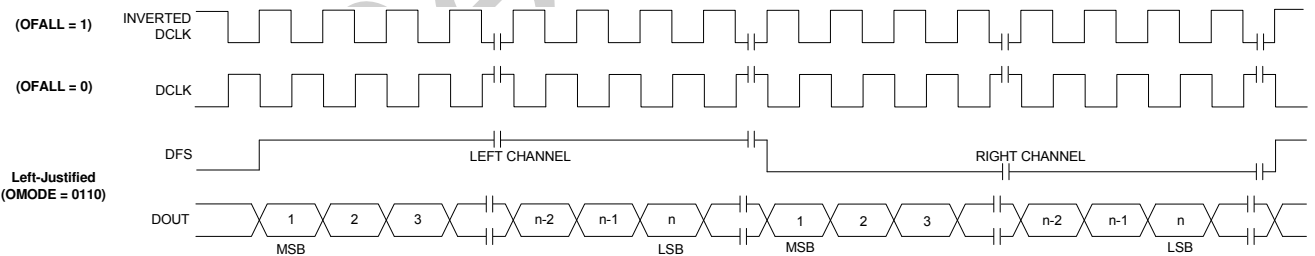 (OFALL = 1)
INVERTED
DCLK
(OFALL = 0)
DCLK
DFS
LEFT CHANNEL
RIGHT CHANNEL
Left-Justified
(OMODE = 0110)
DOUT
1 2 3 n-2 n-1 n 1 2 3 n-2 n-1 n
MSB LSB MSB LSB